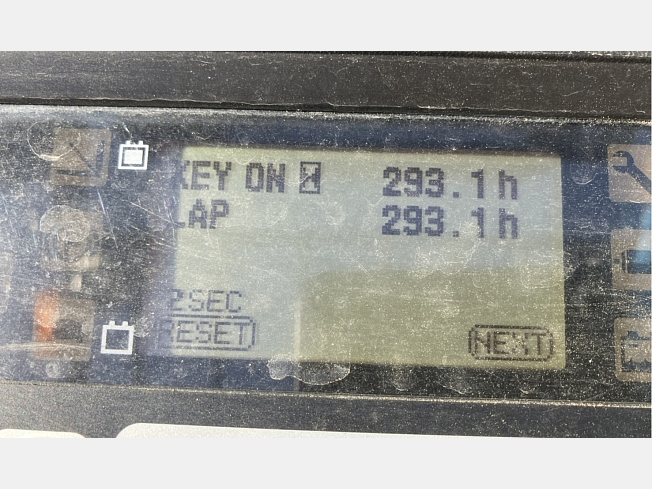 KEY ON 293.1h
LAP 293.1h
2SEC
RESET
NEXT